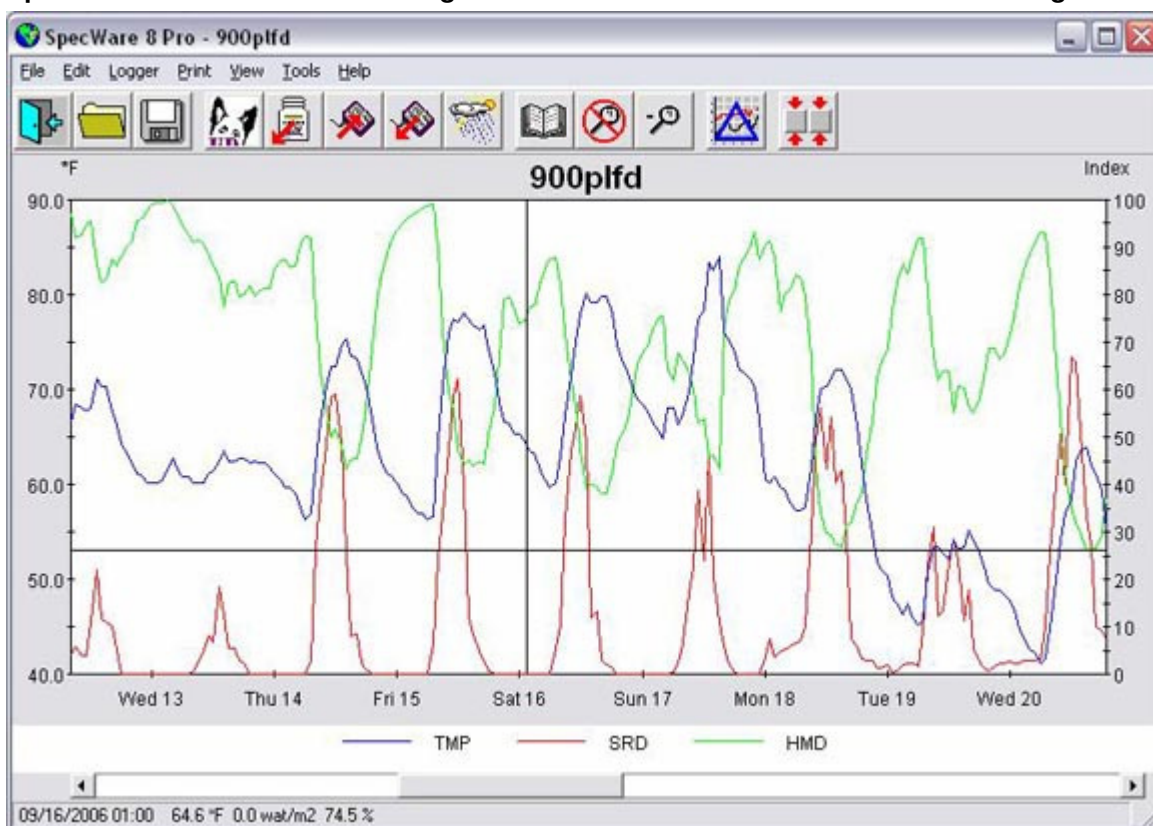 SpecWare 8 Pro - 900plfd
File Edit Logger Print View Tools Help
°F
900plfd
Index
90.0
80.0
70.0
60.0
50.0
40.0
100
90
80
70
60
50
40
30
20
10
0
Wed 13 Thu 14 Fri 15 Sat 16 Sun 17 Mon 18 Tue 19 Wed 20
TMP SRD HMD
09/16/2006 01:00 64.6 °F 0.0 wat/m2 74.5 %